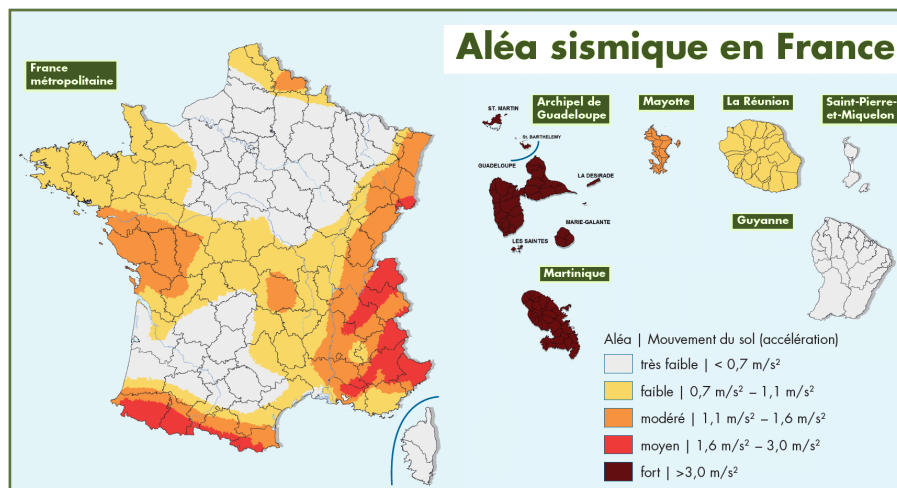 Aléa sismique en France
France
métropolitaine
ST. MARTIN
Archipel de
Guadeloupe
Mayotte
La Réunion
Saint-Pierre-
et-Miquelon
St. BARTHELEMY
GUADELOUPE
LA DESIRADE
MARIE-GALANTE
LES SAINTES
Guyanne
Martinique
Aléa | Mouvement du sol (accélération)
très faible | < 0,7 m/s²
faible | 0,7 m/s² – 1,1 m/s²
modéré | 1,1 m/s² – 1,6 m/s²
moyen | 1,6 m/s² – 3,0 m/s²
fort | >3,0 m/s²